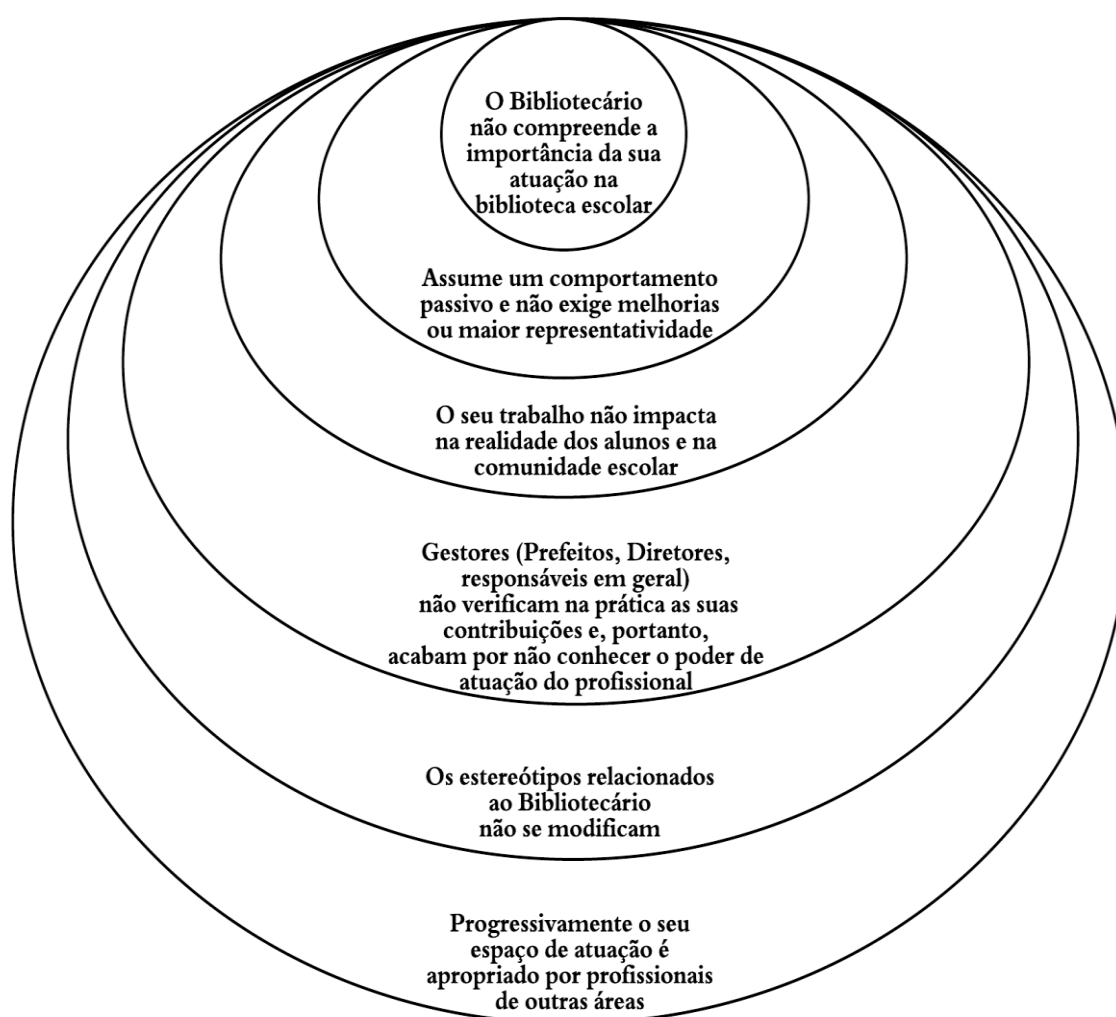 O Bibliotecário
não compreende a
importância da sua
atuação na
biblioteca escolar
Assume um comportamento
passivo e não exige melhorias
ou maior representatividade
O seu trabalho não impacta
na realidade dos alunos e na
comunidade escolar
Gestores (Prefeitos, Diretores,
responsáveis em geral)
não verificam na prática as suas
contribuições e, portanto,
acabam por não conhecer o poder de
atuação do profissional
Os estereótipos relacionados
ao Bibliotecário
não se modificam
Progressivamente o seu
espaço de atuação é
apropriado por profissionais
de outras áreas